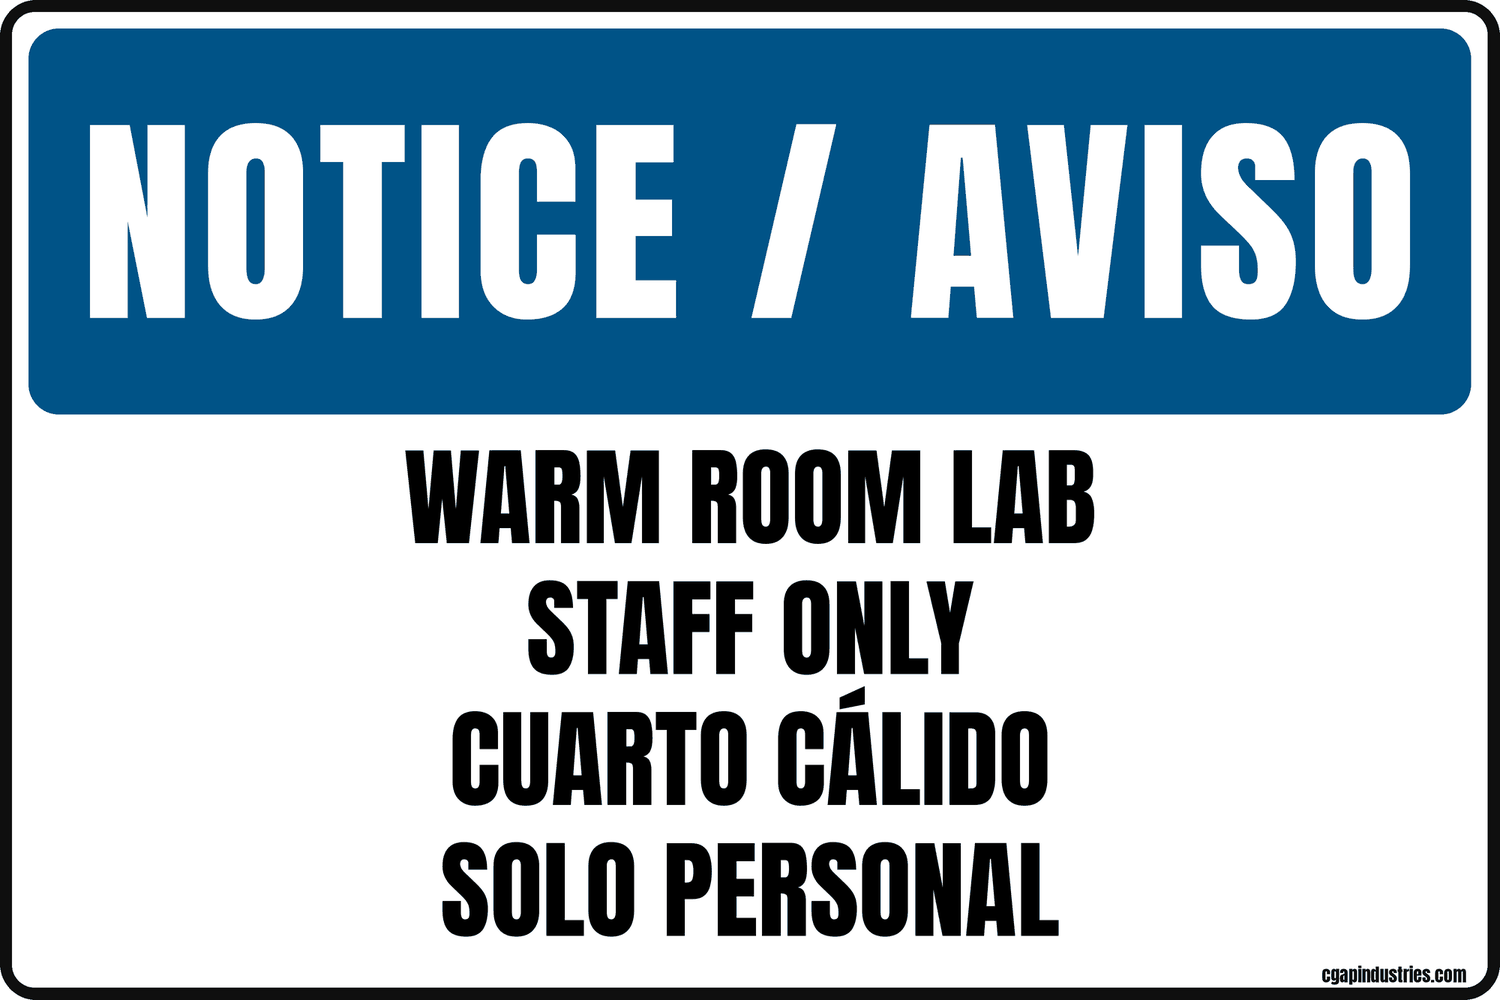 NOTICE / AVISO
WARM ROOM LAB
STAFF ONLY
CUARTO CÁLIDO
SOLO PERSONAL
cgapindustries.com